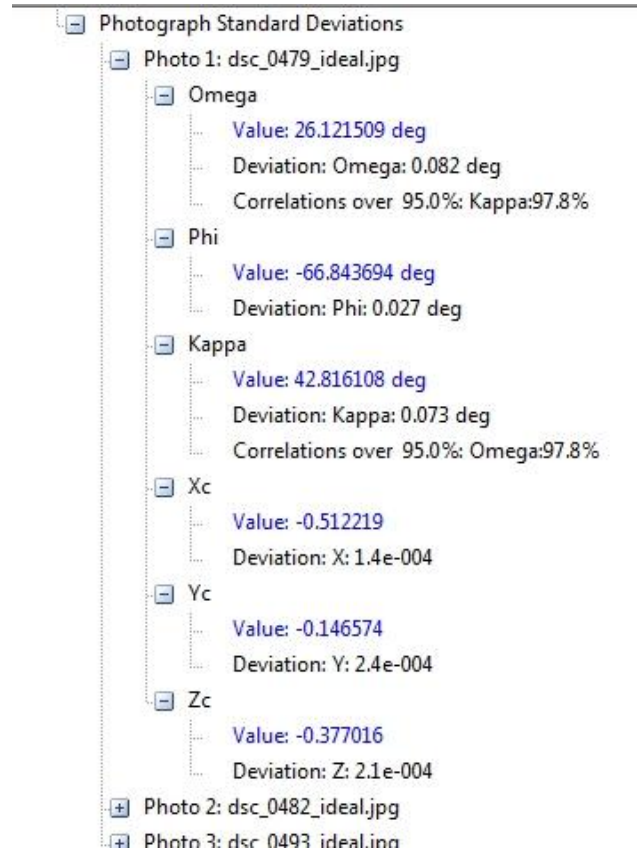 Photograph Standard Deviations
Photo 1: dsc_0479_ideal.jpg
Omega
Value: 26.121509 deg
Deviation: Omega: 0.082 deg
Correlations over 95.0%: Kappa:97.8%
Phi
Value: -66.843694 deg
Deviation: Phi: 0.027 deg
Kappa
Value: 42.816108 deg
Deviation: Kappa: 0.073 deg
Correlations over 95.0%: Omega:97.8%
Xc
Value: -0.512219
Deviation: X: 1.4e-004
Yc
Value: -0.146574
Deviation: Y: 2.4e-004
Zc
Value: -0.377016
Deviation: Z: 2.1e-004
Photo 2: dsc_0482_ideal.jpg
Photo 3: dsc_0493_ideal.jpg